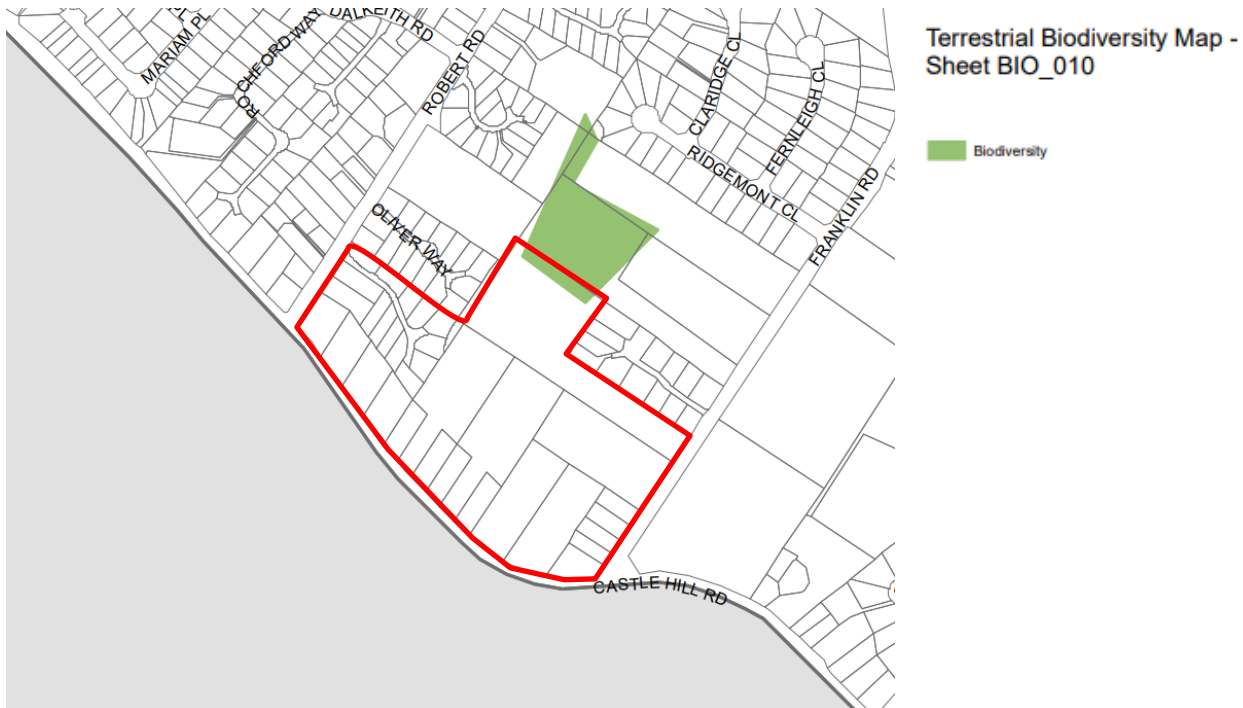 DALKEITH RD
MARIAM PL
ROCHFORD WAY
ROBERT RD
CLARIDGE CL
FERNLEIGH CL
RIDGEMONT CL
FRANKLIN RD
OLIVER WAY
CASTLE HILL RD
Terrestrial Biodiversity Map -
Sheet BIO_010
Biodiversity